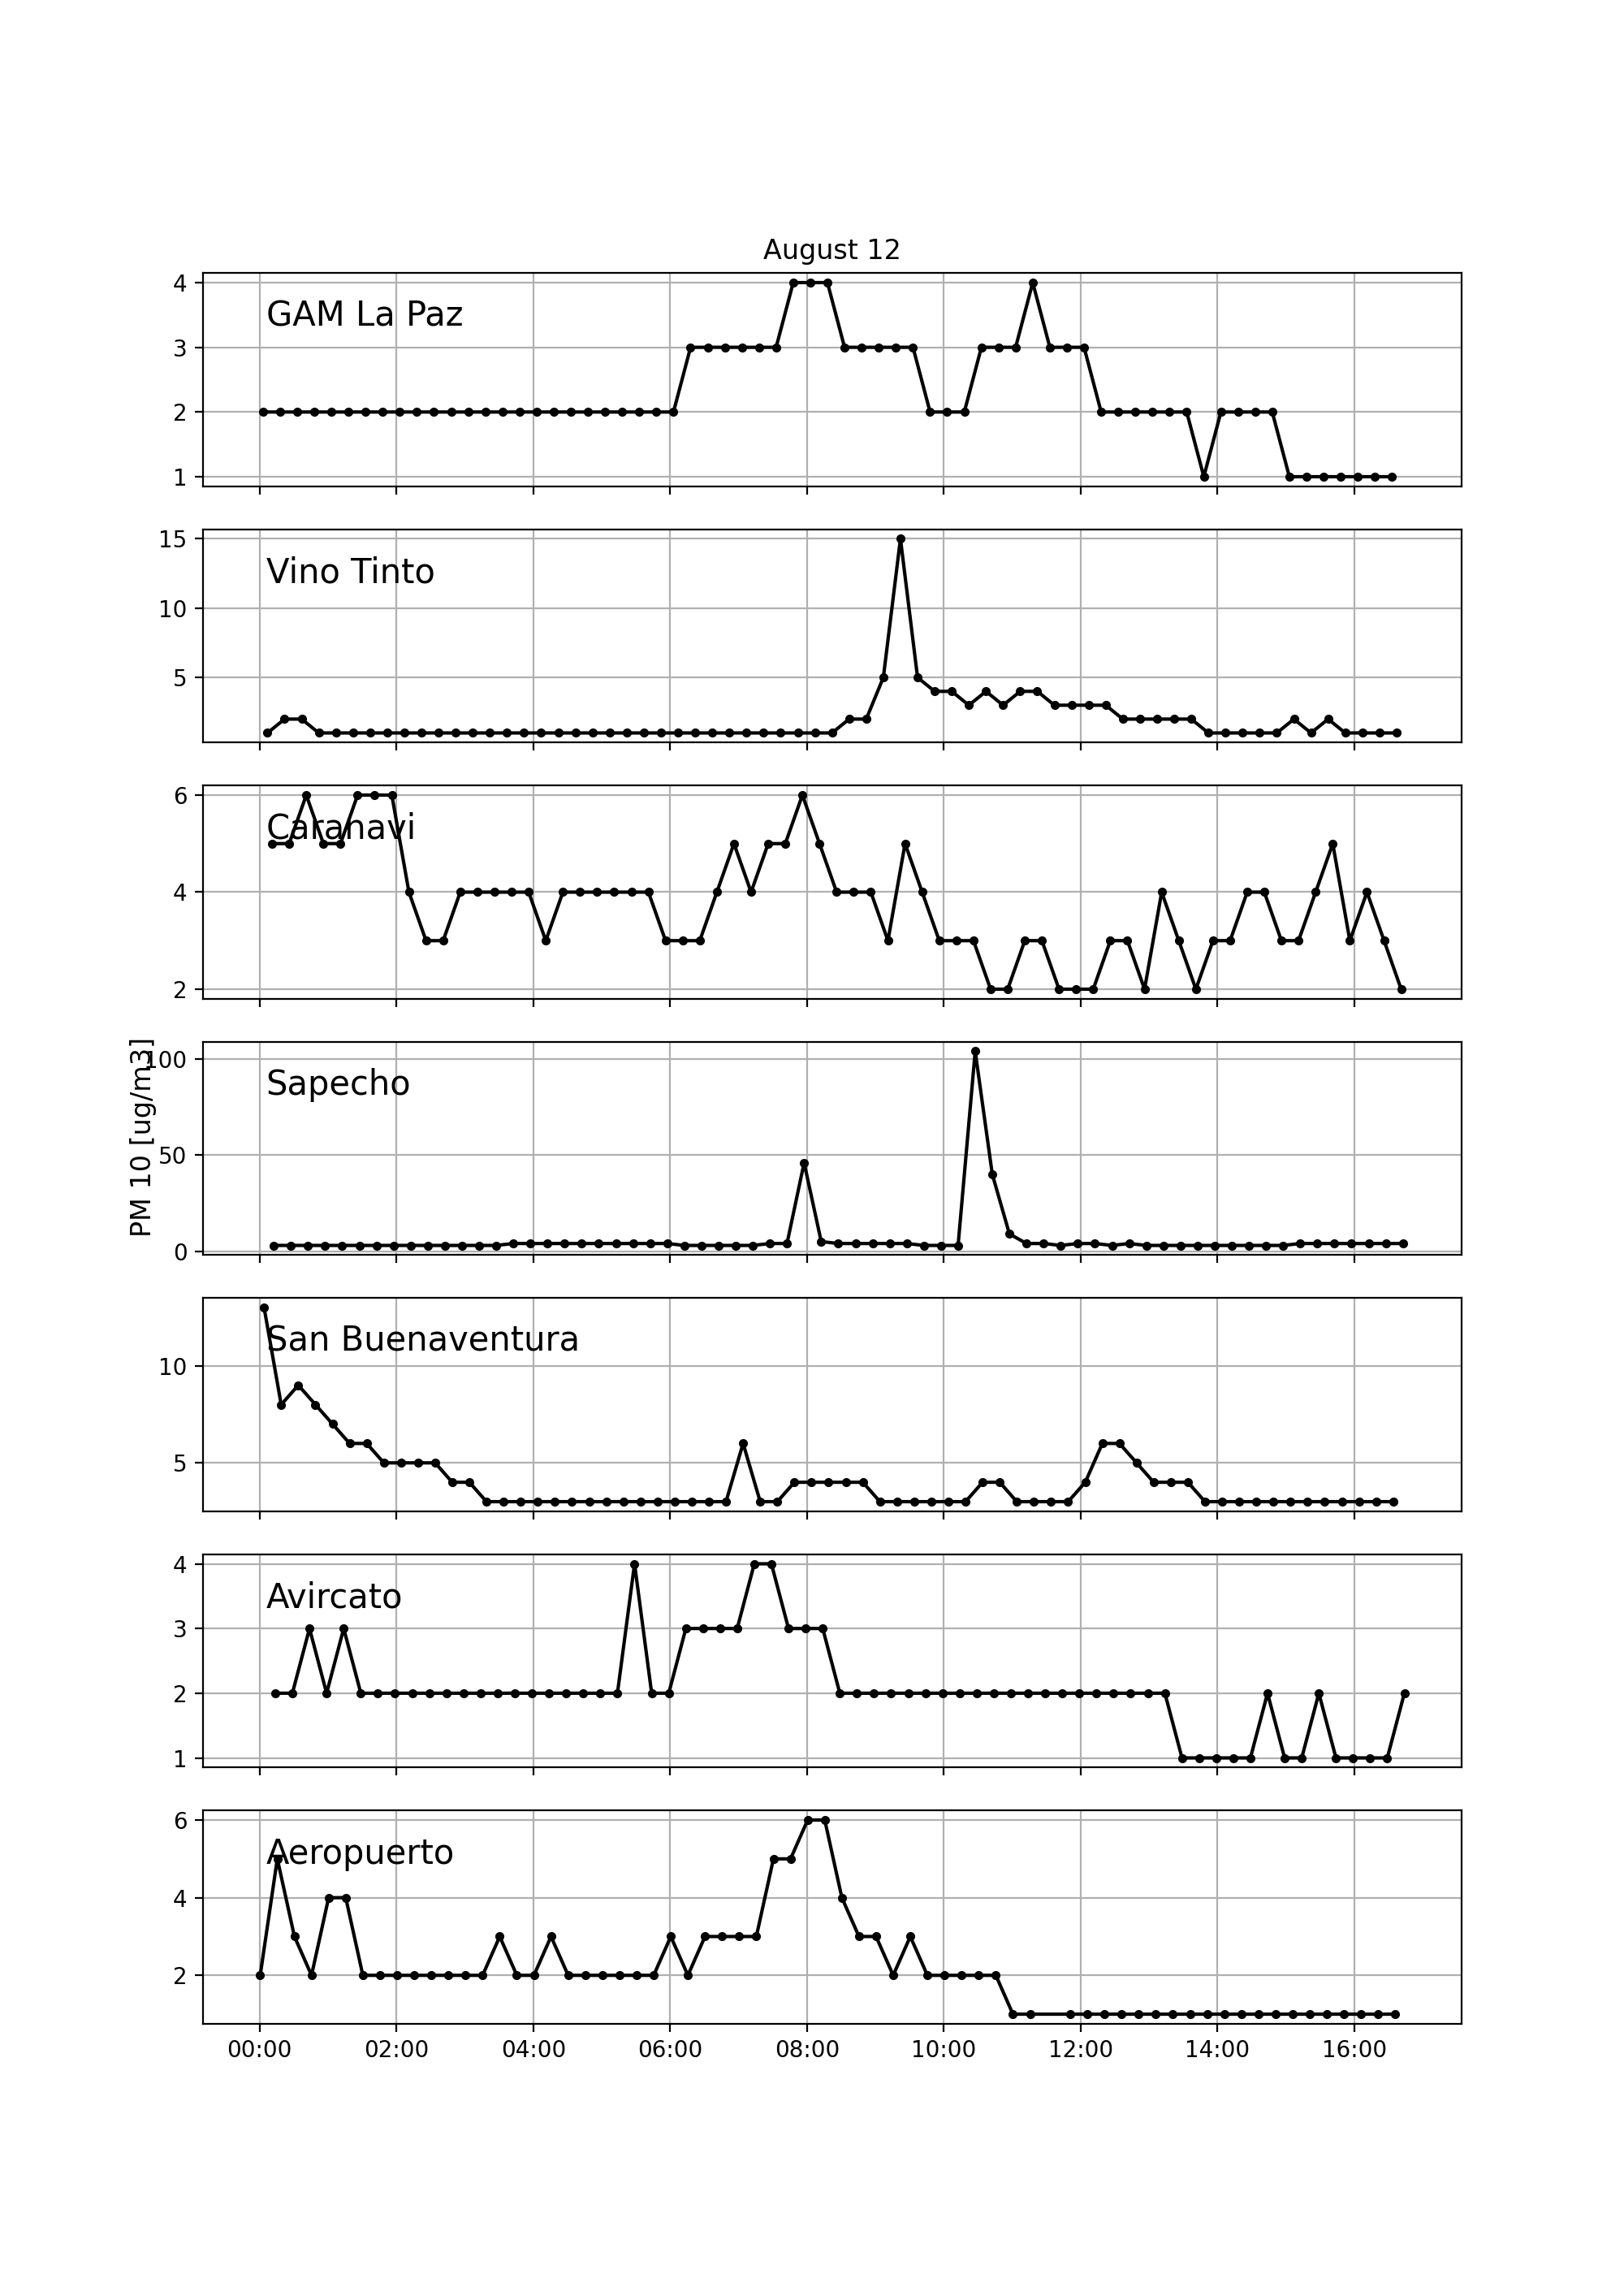 August 12
4
GAM La Paz
3
2
1
15
Vino Tinto
10
5
6
Caranavi
4
2
PM 10 [ug/m3]
100
Sapecho
50
0
San Buenaventura
10
5
4
Avircato
3
2
1
6
Aeropuerto
4
2
00:00 02:00 04:00 06:00 08:00 10:00 12:00 14:00 16:00